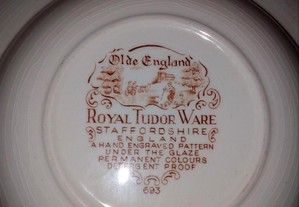 Olde England
ROYAL TUDOR WARE
STAFFORDSHIRE
ENGLAND
A HAND ENGRAVED PATTERN
UNDER THE GLAZE
PERMANENT COLOURS
DETERGENT PROOF
693